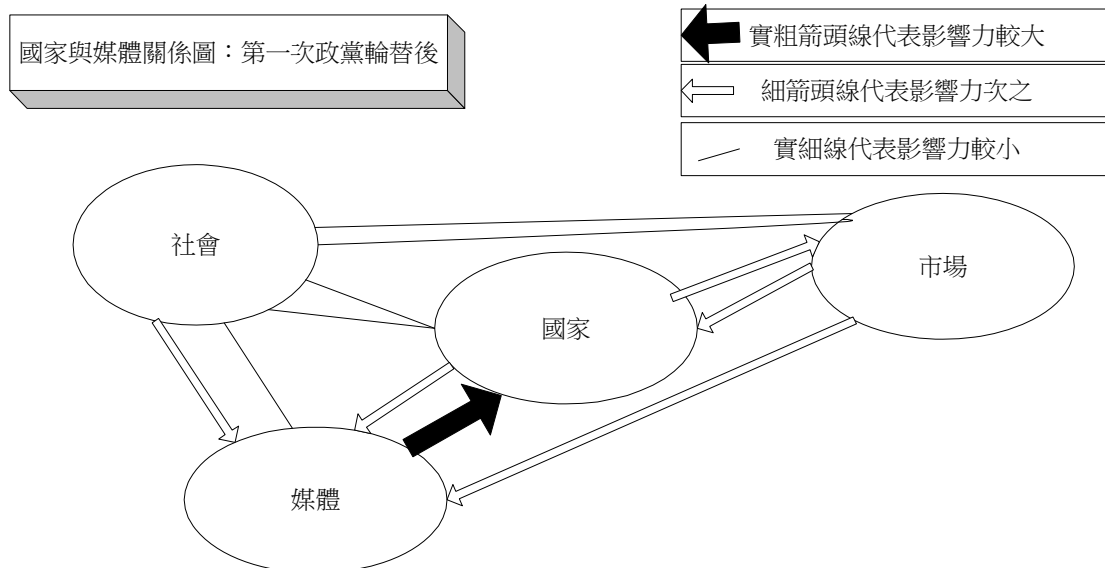 國家與媒體關係圖：第一次政黨輪替後
實粗箭頭線代表影響力較大
細箭頭線代表影響力次之
實細線代表影響力較小
社會
市場
國家
媒體